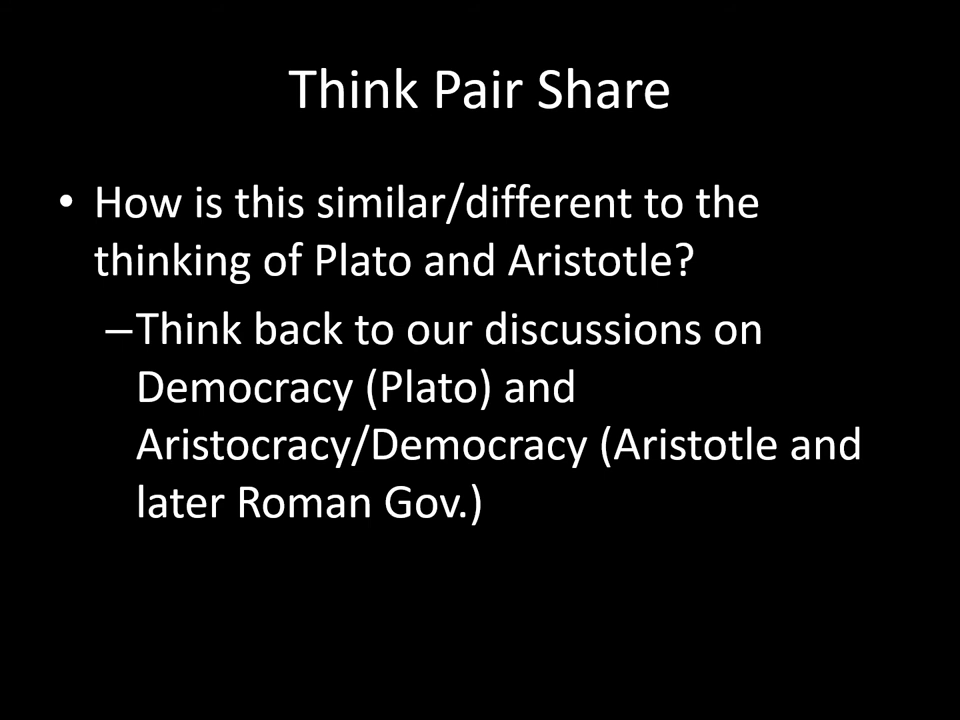 Think Pair Share
• How is this similar/different to the
thinking of Plato and Aristotle?
– Think back to our discussions on
Democracy (Plato) and
Aristocracy/Democracy (Aristotle and
later Roman Gov.)